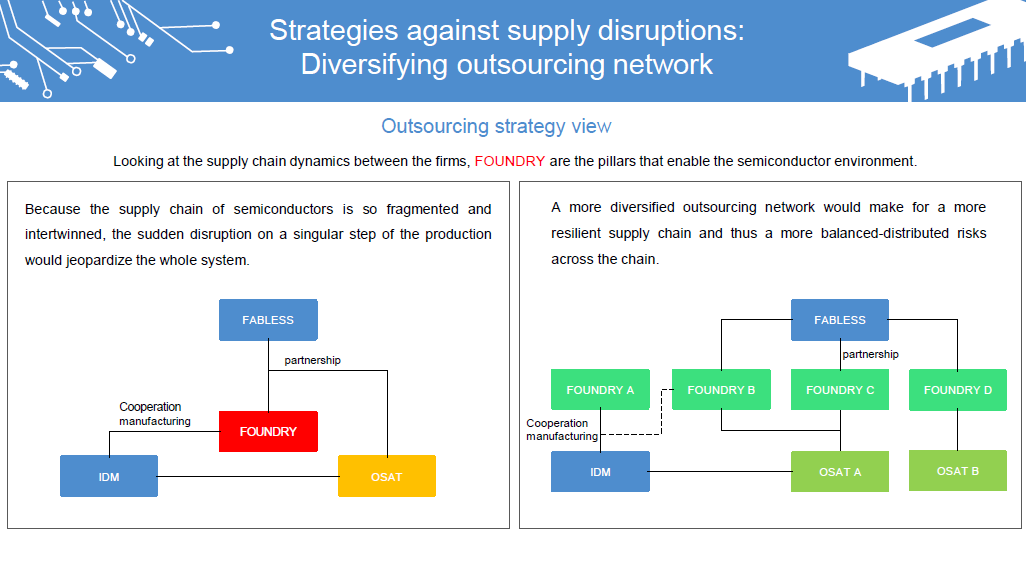 Strategies against supply disruptions:
Diversifying outsourcing network
Outsourcing strategy view
Looking at the supply chain dynamics between the firms, FOUNDRY are the pillars that enable the semiconductor environment.
Because the supply chain of semiconductors is so fragmented and
intertwinned, the sudden disruption on a singular step of the production
would jeopardize the whole system.
FABLESS
partnership
Cooperation
manufacturing
FOUNDRY
IDM
OSAT
A more diversified outsourcing network would make for a more
resilient supply chain and thus a more balanced-distributed risks
across the chain.
FABLESS
partnership
FOUNDRY A
FOUNDRY B
FOUNDRY C
FOUNDRY D
Cooperation
manufacturing
IDM
OSAT A
OSAT B